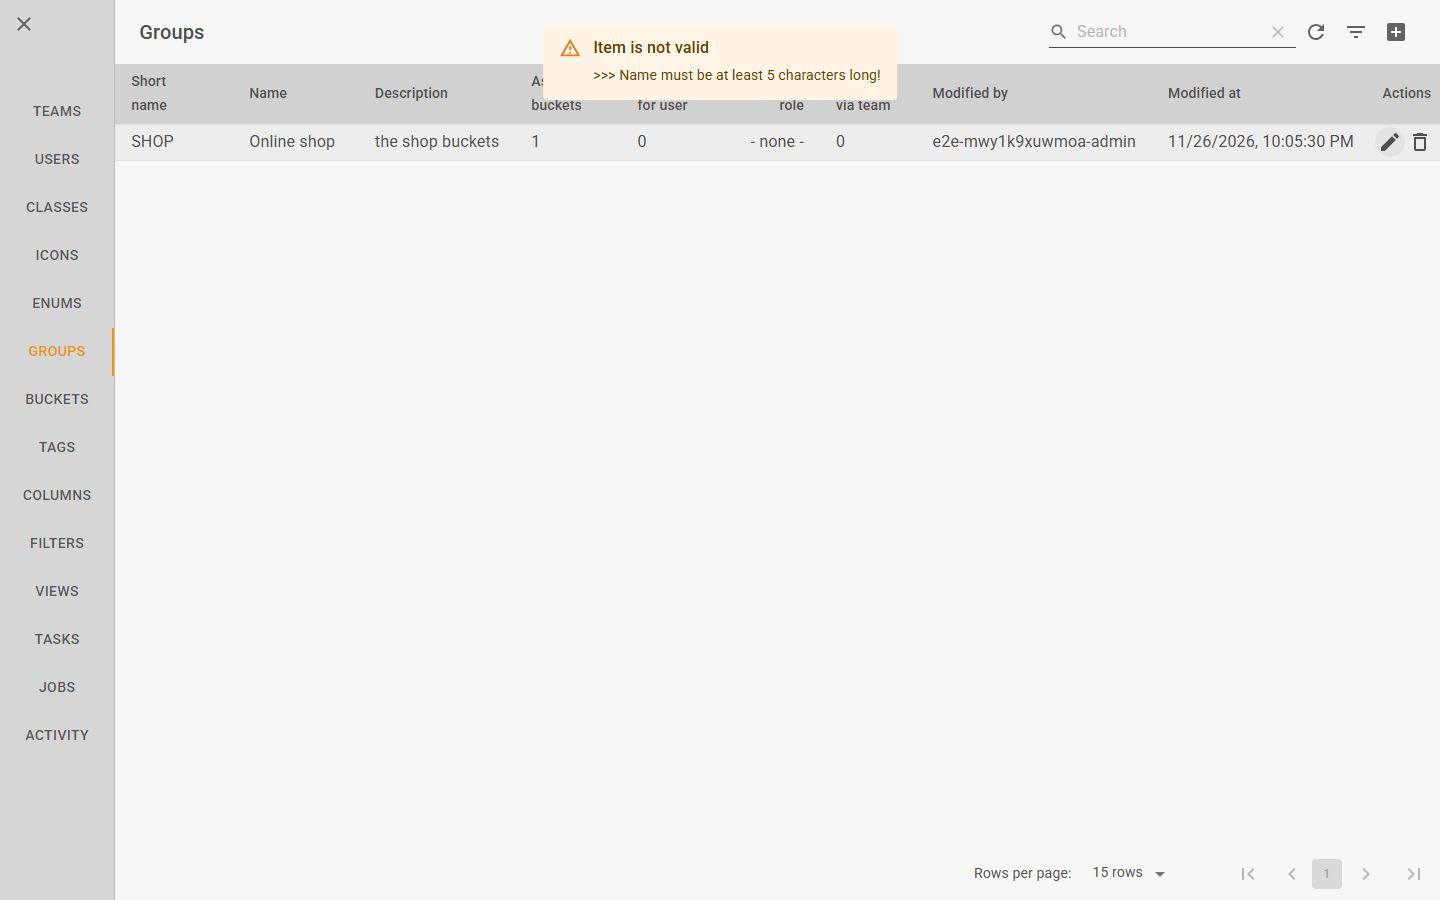 Groups
Item is not valid
>>> Name must be at least 5 characters long!
Search
Short name
Name
Description
buckets
for user
role
via team
Modified by
Modified at
Actions
SHOP
Online shop
the shop buckets
1
0
- none -
0
e2e-mwy1k9xuwmoa-admin
11/26/2026, 10:05:30 PM
TEAMS
USERS
CLASSES
ICONS
ENUMS
GROUPS
BUCKETS
TAGS
COLUMNS
FILTERS
VIEWS
TASKS
JOBS
ACTIVITY
Rows per page:
15 rows
1